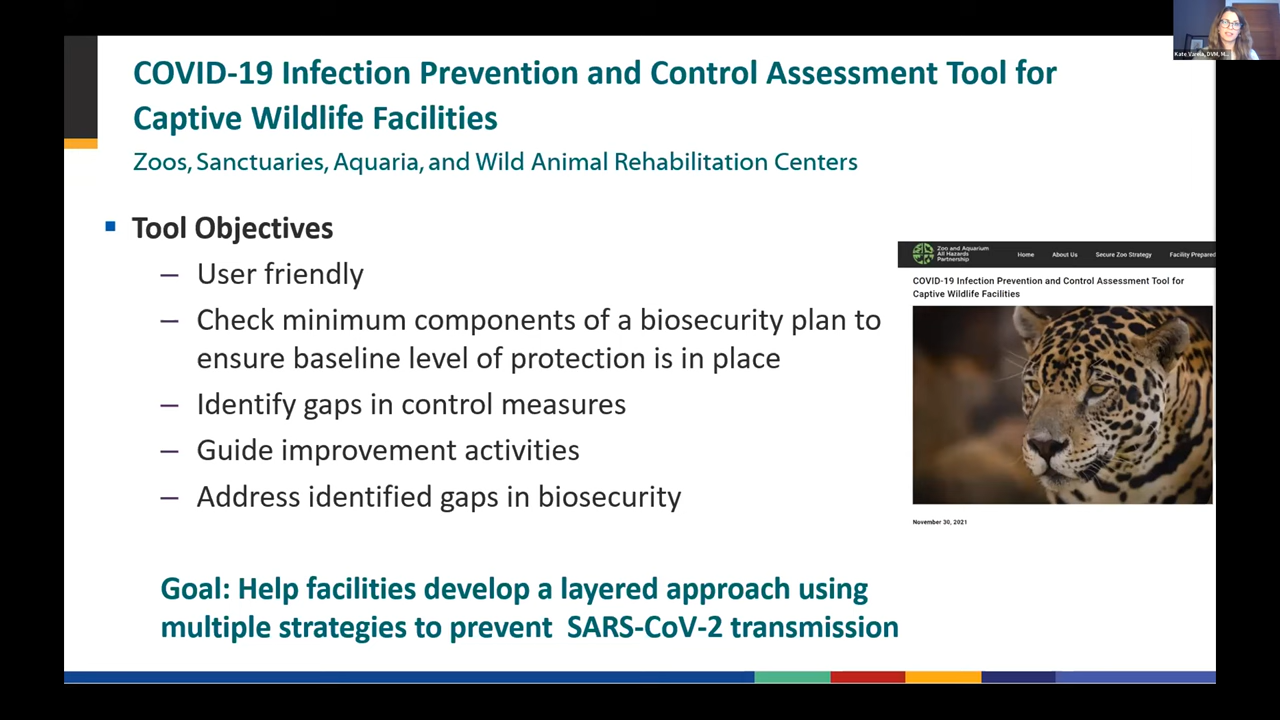 Kate Varela, DVM, M...
COVID-19 Infection Prevention and Control Assessment Tool for
Captive Wildlife Facilities
Zoos, Sanctuaries, Aquaria, and Wild Animal Rehabilitation Centers
▪ Tool Objectives
– User friendly
– Check minimum components of a biosecurity plan to
ensure baseline level of protection is in place
– Identify gaps in control measures
– Guide improvement activities
– Address identified gaps in biosecurity
Goal: Help facilities develop a layered approach using
multiple strategies to prevent SARS-CoV-2 transmission
Zoo and Aquarium
All Hazards
Partnership
Home About Us Secure Zoo Strategy Facility Prepared
COVID-19 Infection Prevention and Control Assessment Tool for
Captive Wildlife Facilities
November 30, 2021